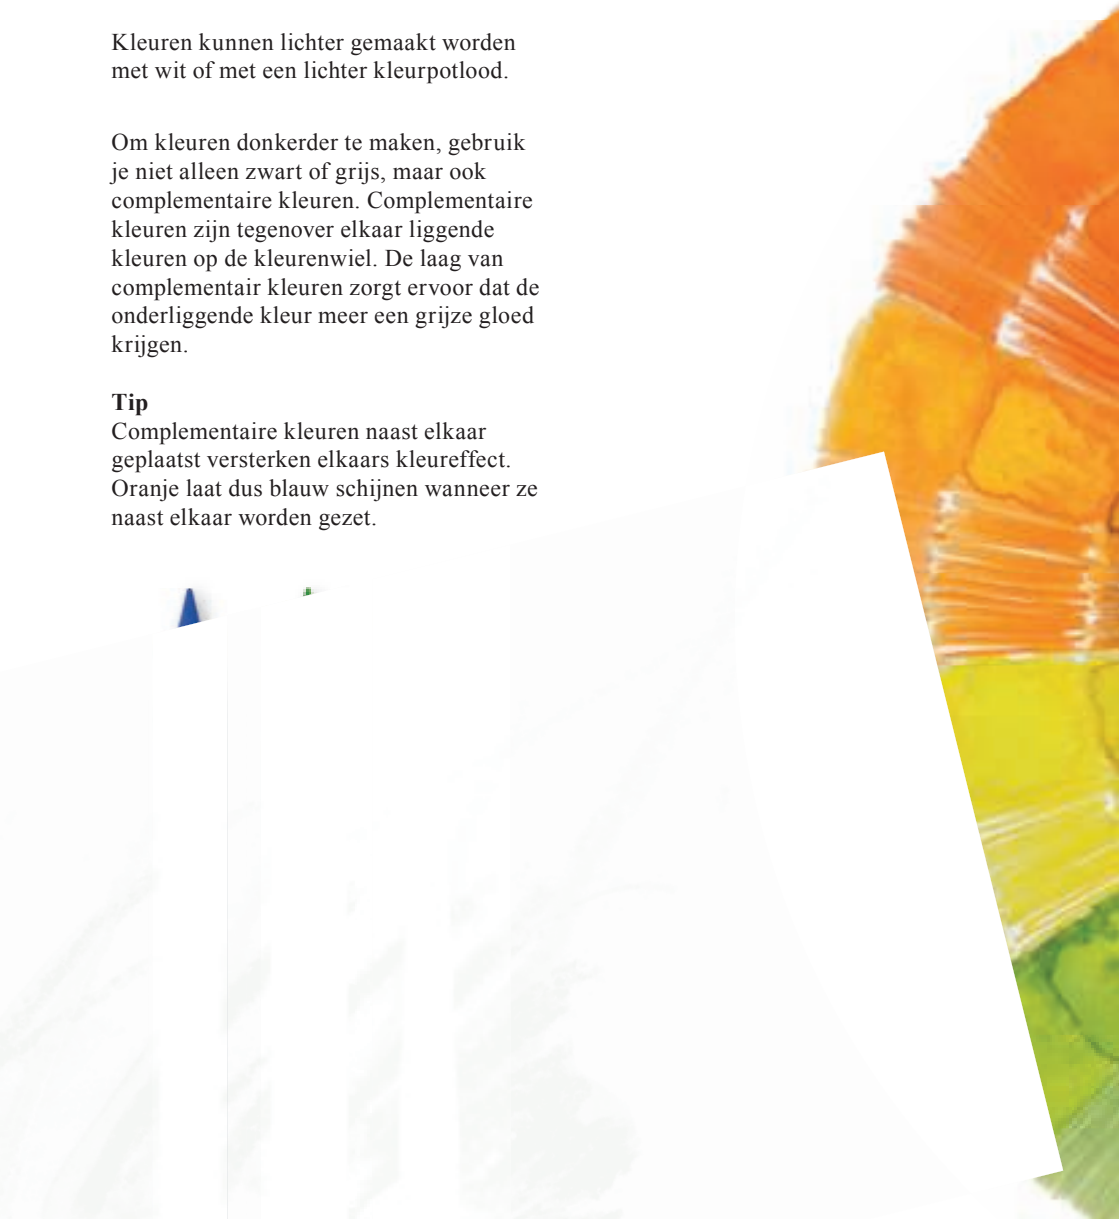 Kleuren kunnen lichter gemaakt worden
met wit of met een lichter kleurpotlood.
Om kleuren donkerder te maken, gebruik
je niet alleen zwart of grijs, maar ook
complementaire kleuren. Complementaire
kleuren zijn tegenover elkaar liggende
kleuren op de kleurenwiel. De laag van
complementair kleuren zorgt ervoor dat de
onderliggende kleur meer een grijze gloed
krijgen.
Tip
Complementaire kleuren naast elkaar
geplaatst versterken elkaars kleureffect.
Oranje laat dus blauw schijnen wanneer ze
naast elkaar worden gezet.